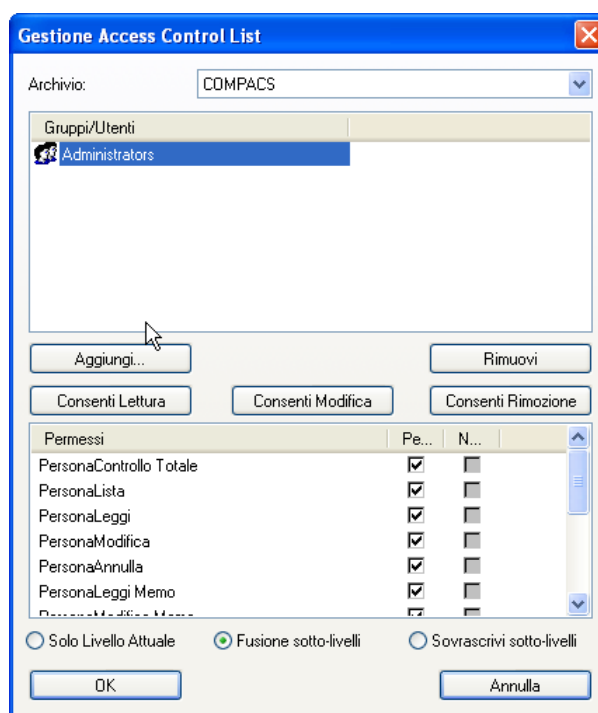 Gestione Access Control List
Archivio: COMPACS
Gruppi/Utenti
Administrators
Aggiungi... Rimuovi
Consenti Lettura Consenti Modifica Consenti Rimozione
Permessi Pe... N...
PersonaControllo Totale
PersonaLista
PersonaLeggi
PersonaModifica
PersonaAnnulla
PersonaLeggi Memo
PersonaModifica Memo
Solo Livello Attuale Fusione sotto-livelli Sovrascrivi sotto-livelli
OK Annulla